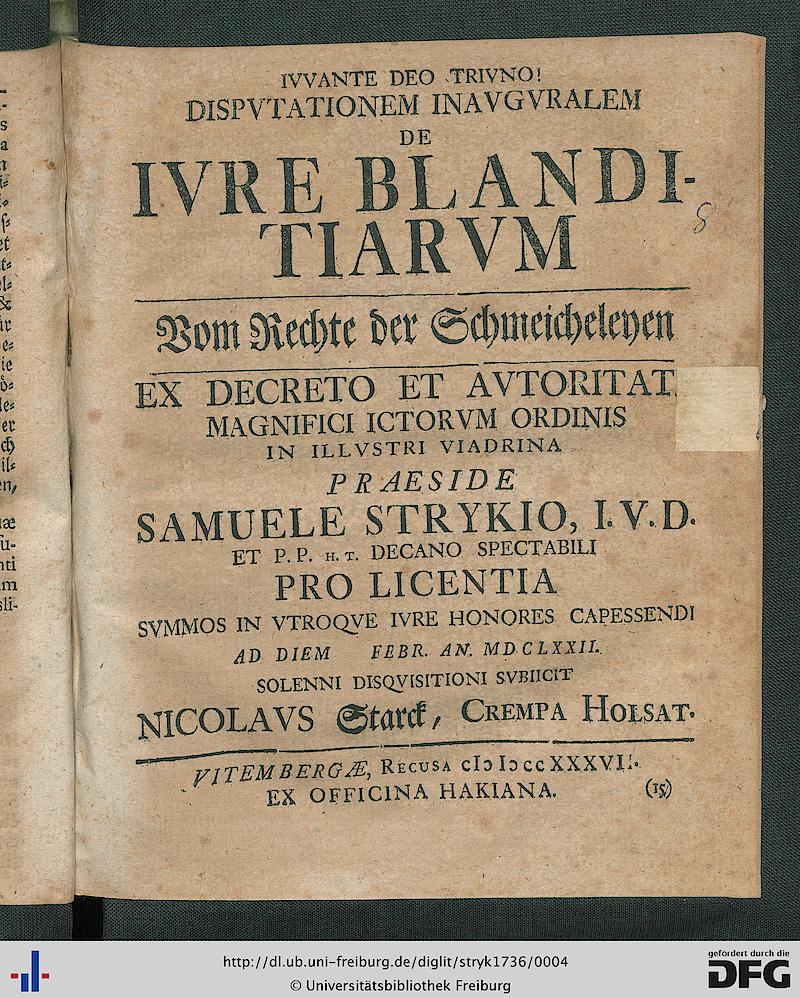 IVVANTE DEO TRIVNO!
DISPVTATIONEM INAVGVRALEM
DE
IVRE BLANDI-
TIARVM
8
Vom Rechte der Schmeicheleyen
EX DECRETO ET AVTORITAT
MAGNIFICI ICTORVM ORDINIS
IN ILLVSTRI VIADRINA
PRAESIDE
SAMUELE STRYKIO, I. V. D.
ET P. P. H. T. DECANO SPECTABILI
PRO LICENTIA
SVMMOS IN VTROQVE IVRE HONORES CAPESSENDI
AD DIEM FEBR. AN. MDCLXXII.
SOLENNI DISQVISITIONI SVBIICIT
NICOLAVS Starck, CREMPA HOLSAT.
VITEMBERGÆ, RECUSA cIↃ IↃ cc XXXVII.
EX OFFICINA HAKIANA. (15)
http://dl.ub.uni-freiburg.de/diglit/stryk1736/0004
© Universitätsbibliothek Freiburg
gefördert durch die
DFG